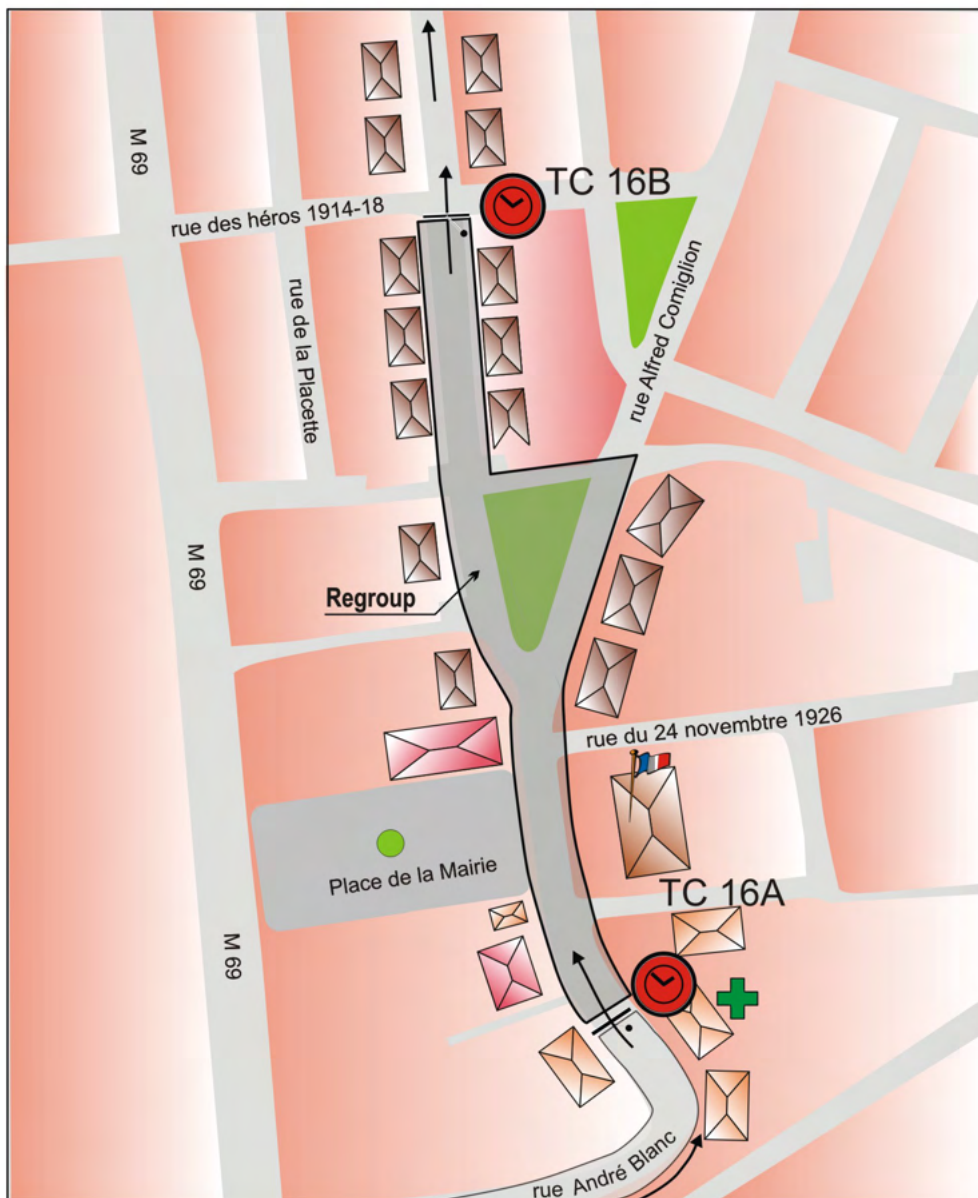 M 69
TC 16B
rue des héros 1914-18
rue de la Placette
rue Alfred Comiglion
M 69
Regroup
rue du 24 novembtre 1926
Place de la Mairie
TC 16A
M 69
rue André Blanc